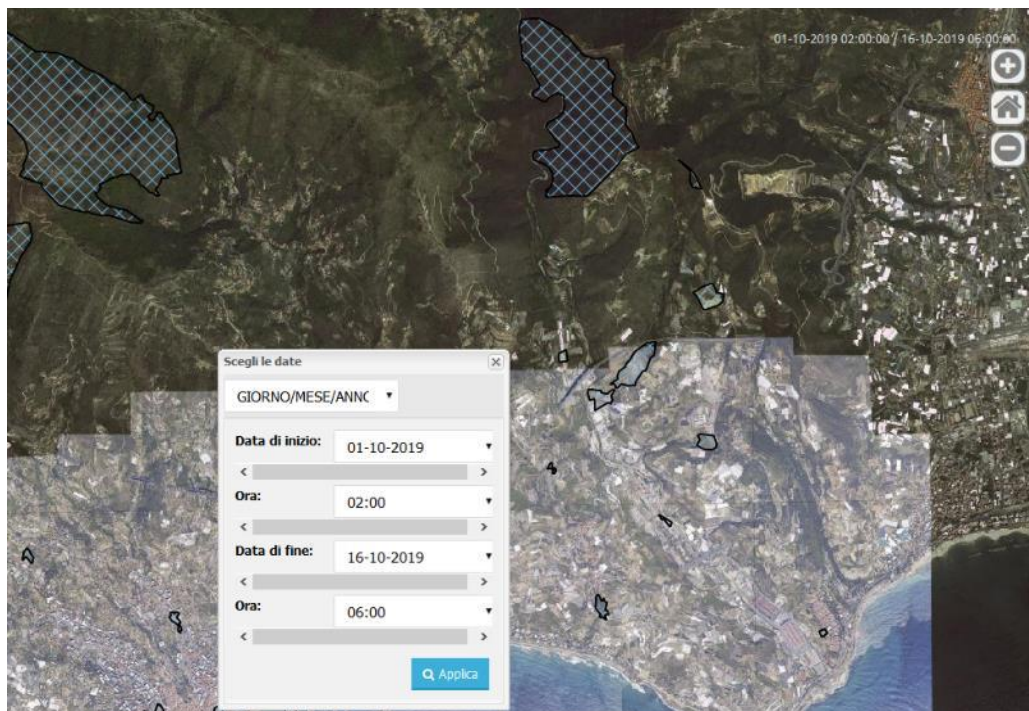 01-10-2019 02:00:00 / 16-10-2019 06:00:00
Scegli le date
GIORNO/MESE/ANNC
Data di inizio: 01-10-2019
Ora: 02:00
Data di fine: 16-10-2019
Ora: 06:00
Applica